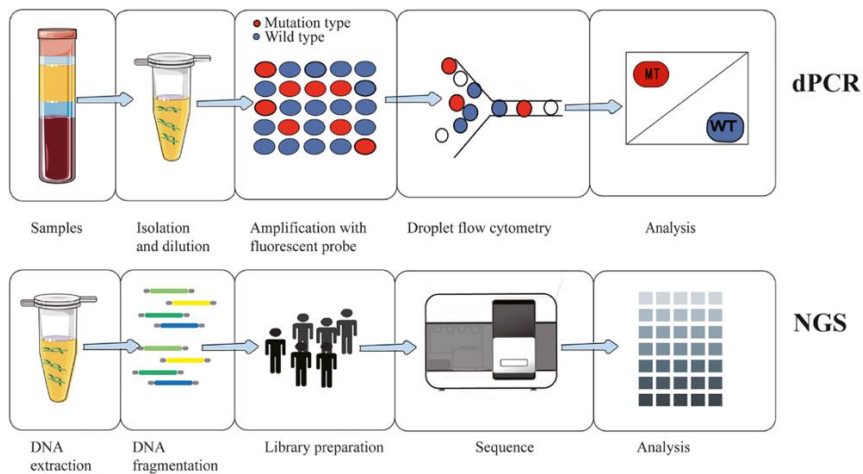 Mutation type
Wild type
MT
WT
dPCR
Samples
Isolation
and dilution
Amplification with
fluorescent probe
Droplet flow cytometry
Analysis
NGS
DNA
extraction
DNA
fragmentation
Library preparation
Sequence
Analysis